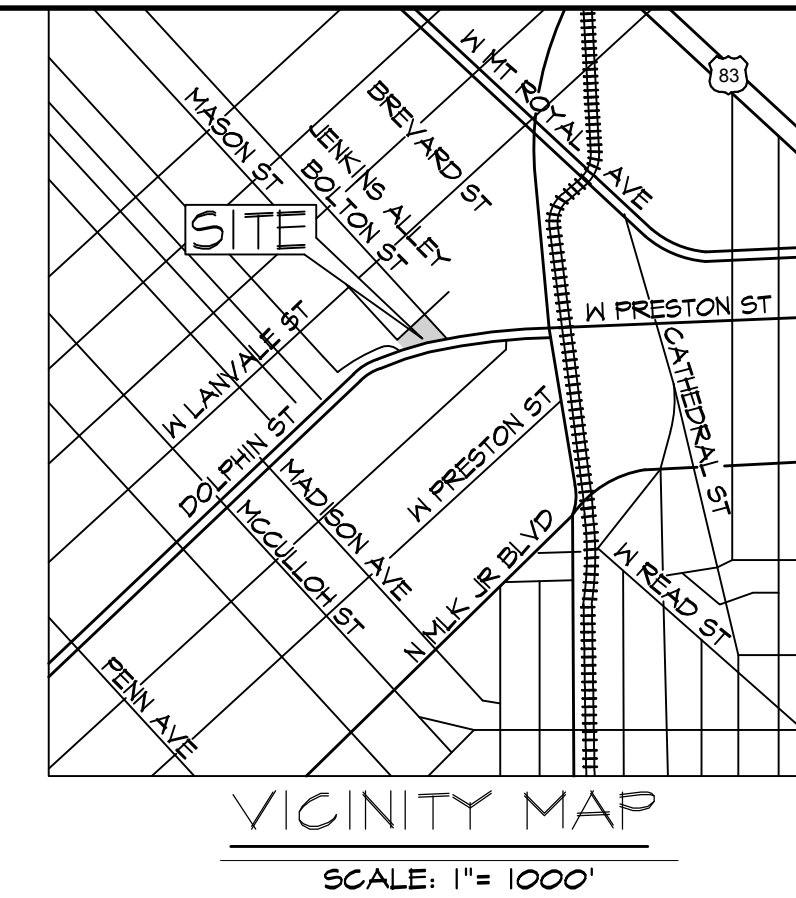 W MT ROYAL AVE
83
MASON ST
BREVARD ST
JENKINS ALLEY
BOLTON ST
SITE
W PRESTON ST
W LANVALE ST
CATHEDRAL ST
DOLPHIN ST
W PRESTON ST
MADISON AVE
MCCULLOH ST
N MLK JR BLVD
W READ ST
PENN AVE
VICINITY MAP
SCALE: 1"= 1000'